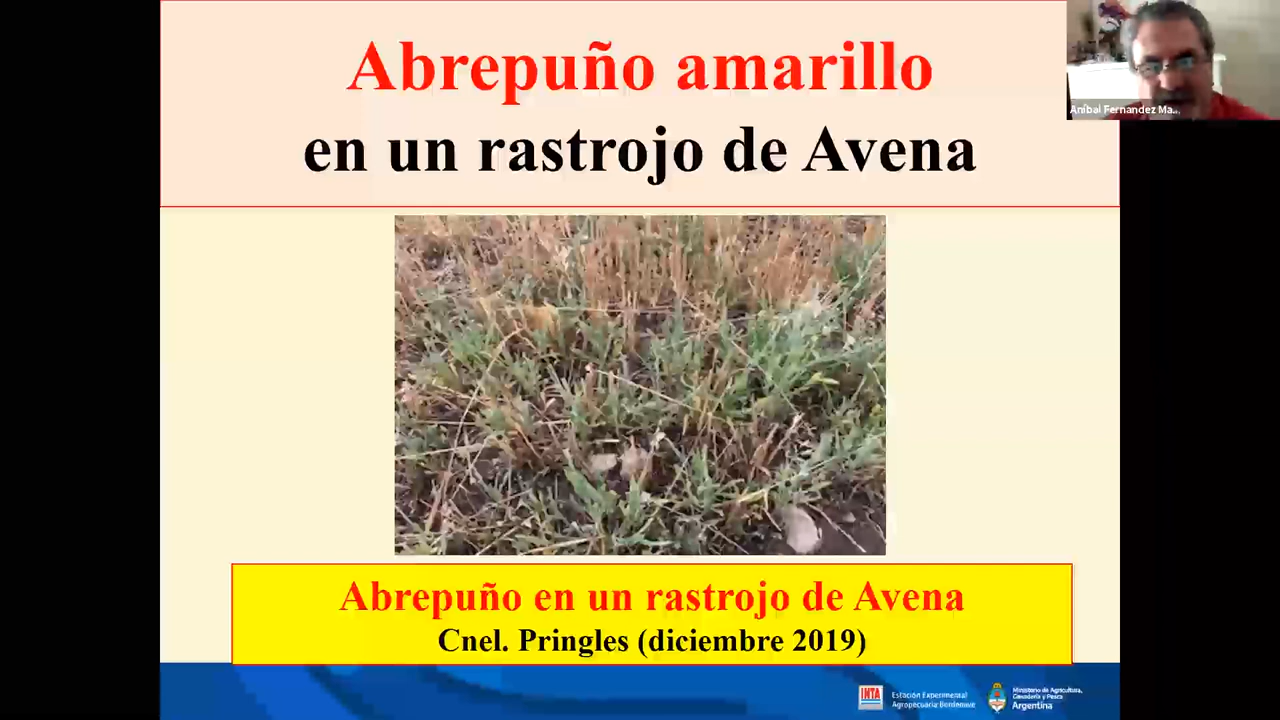 Abrepuño amarillo
en un rastrojo de Avena
Aníbal Fernandez Ma...
Abrepuño en un rastrojo de Avena
Cnel. Pringles (diciembre 2019)
INTA
Estación Experimental
Agropecuaria Bordenave
Ministerio de Agricultura,
Ganadería y Pesca
Argentina